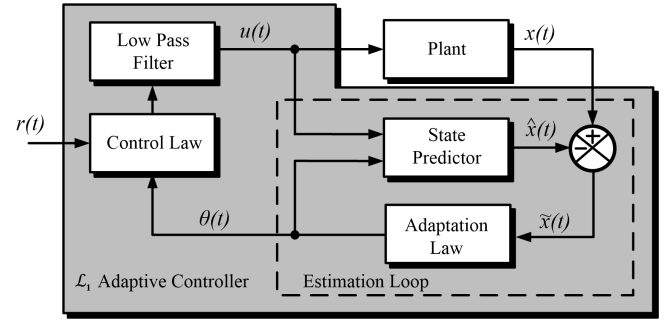 Low Pass
Filter
u(t)
Plant
x(t)
r(t)
Control Law
State
Predictor
x̂(t)
+
−
θ(t)
Adaptation
Law
x̃(t)
ℒ₁ Adaptive Controller
Estimation Loop